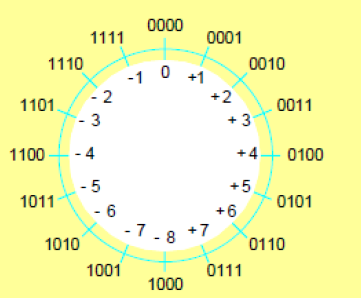 0000
1111 0001
0
1110 -1 +1 0010
- 2 +2
1101 - 3 + 3 0011
1100 - 4 + 4 0100
- 5 +5
1011 0101
- 6 +6
1010 - 7 - 8 +7 0110
1001 0111
1000